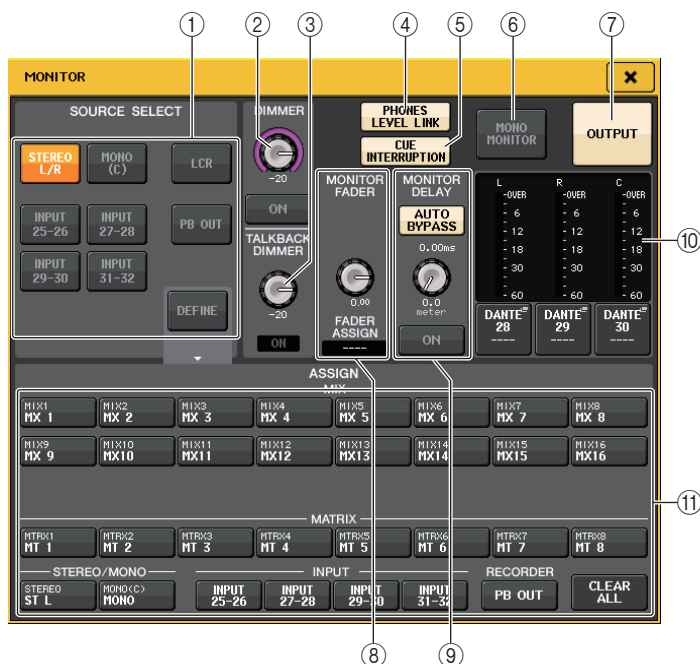 ① ② ③ ④ ⑤ ⑥ ⑦
MONITOR
SOURCE SELECT
STEREO L/R
MONO (C)
LCR
INPUT 25-26
INPUT 27-28
PB OUT
INPUT 29-30
INPUT 31-32
DEFINE
DIMMER
-20
ON
TALKBACK DIMMER
-20
ON
PHONES LEVEL LINK
CUE INTERRUPTION
MONO MONITOR
OUTPUT
MONITOR FADER
0.00
FADER ASSIGN
----
MONITOR DELAY
AUTO BYPASS
0.00ms
0.0
meter
ON
L R C
-OVER -OVER -OVER
- 6 - 6 - 6
- 12 - 12 - 12
- 18 - 18 - 18
- 30 - 30 - 30
- 60 - 60 - 60
⑩
DANTE 28 ----
DANTE 29 ----
DANTE 30 ----
ASSIGN
MIX
MIX1 MIX2 MIX3 MIX4 MIX5 MIX6 MIX7 MIX8
MX 1 MX 2 MX 3 MX 4 MX 5 MX 6 MX 7 MX 8
MIX9 MIX10 MIX11 MIX12 MIX13 MIX14 MIX15 MIX16
MX 9 MX10 MX11 MX12 MX13 MX14 MX15 MX16
⑪
MATRIX
MTRX1 MTRX2 MTRX3 MTRX4 MTRX5 MTRX6 MTRX7 MTRX8
MT 1 MT 2 MT 3 MT 4 MT 5 MT 6 MT 7 MT 8
STEREO/MONO INPUT RECORDER
STEREO ST L
MONO(C) MONO
INPUT 25-26
INPUT 27-28
INPUT 29-30
INPUT 31-32
PB OUT
CLEAR ALL
⑧ ⑨